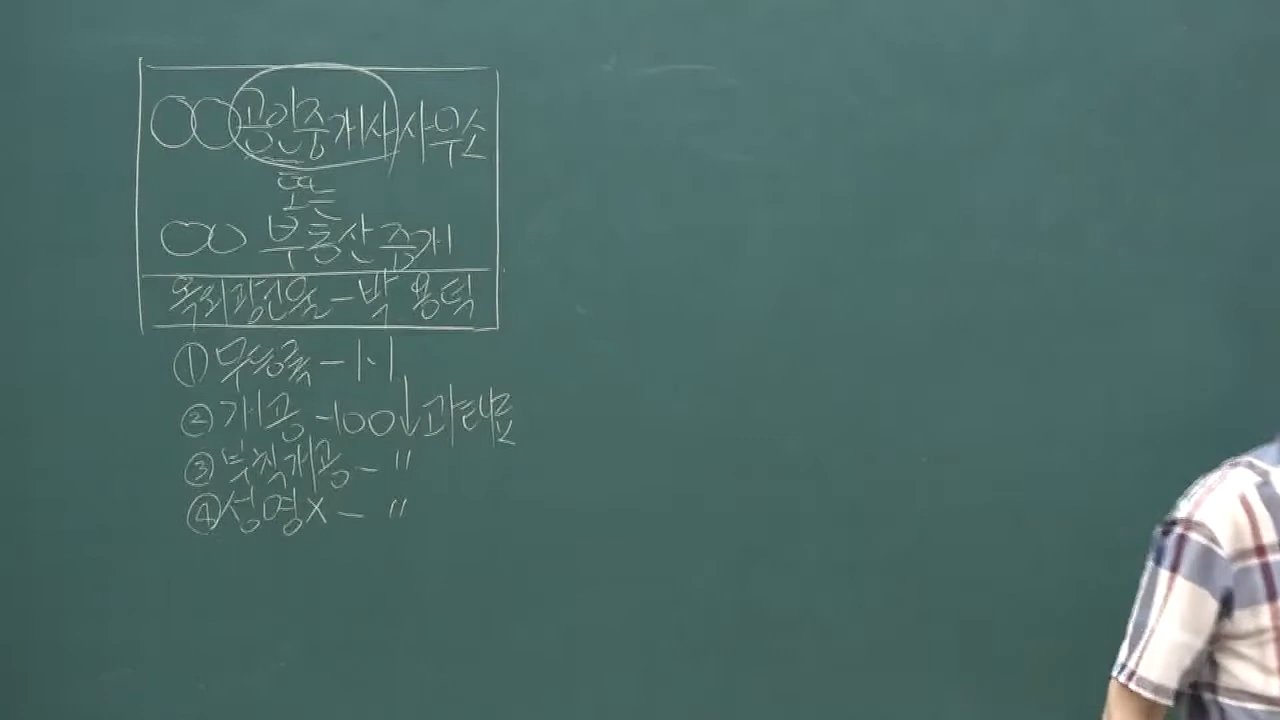 ○○공인중개사사무소
또는
○○ 부동산중개
옥외광고물-박용덕
① 무등록 - 1-1
② 개공 -100↓과태료
③ 부칙개공 - "
④ 성명X - "